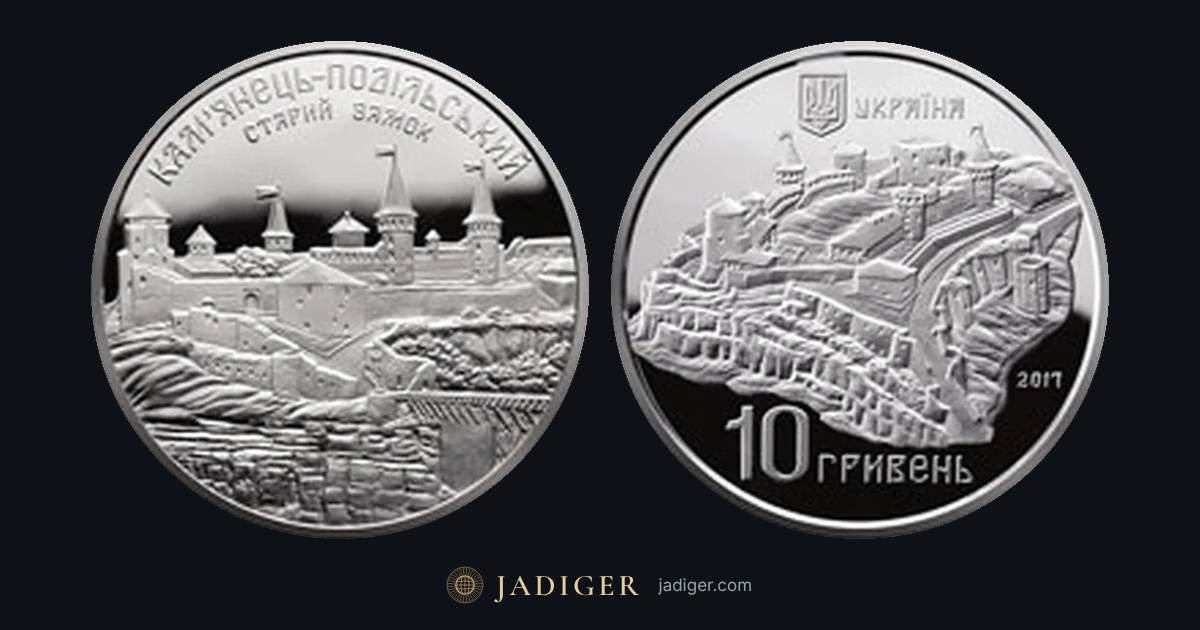 КАМ'ЯНЕЦЬ-ПОДІЛЬСЬКИЙ
СТАРИЙ ЗАМОК
УКРАЇНА
2017
10 ГРИВЕНЬ
JADIGER jadiger.com